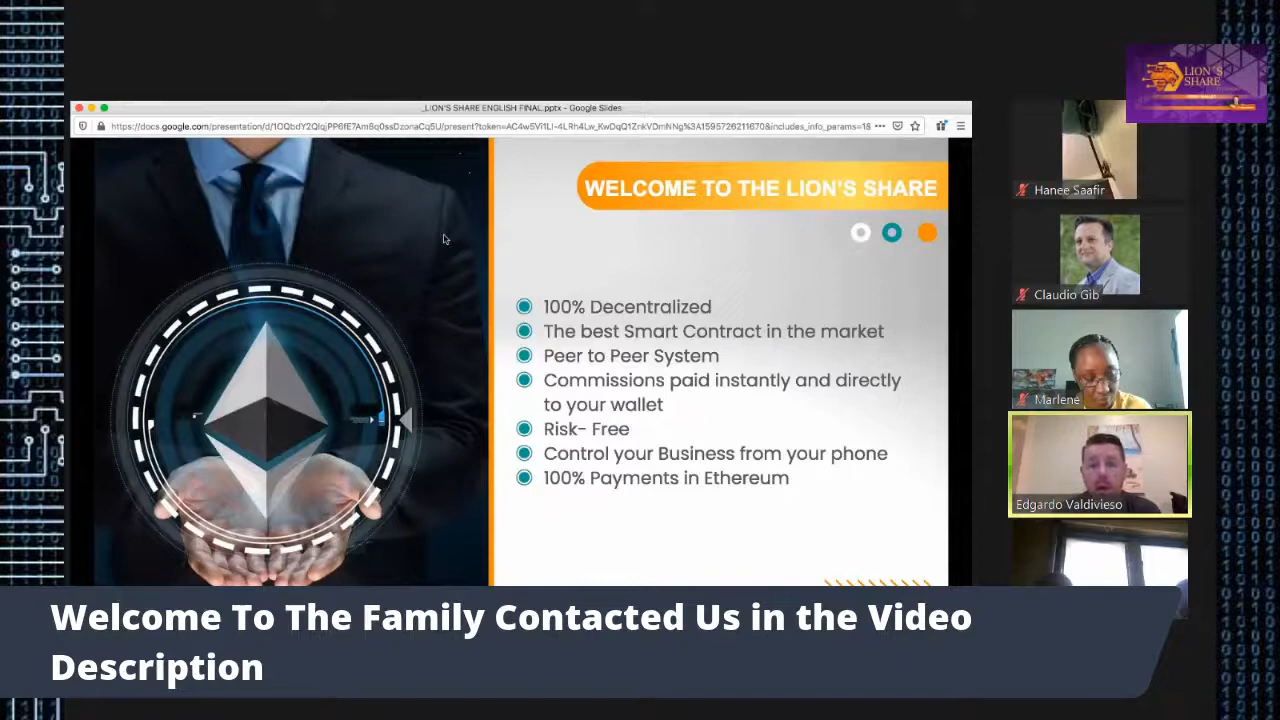 _LION'S SHARE ENGLISH FINAL.pptx - Google Slides
LION'S
SHARE
WELCOME TO THE LION'S SHARE
100% Decentralized
The best Smart Contract in the market
Peer to Peer System
Commissions paid instantly and directly
to your wallet
Risk- Free
Control your Business from your phone
100% Payments in Ethereum
Hanee Saafir
Claudio Gib
Marlene
Edgardo Valdivieso
Welcome To The Family Contacted Us in the Video
Description